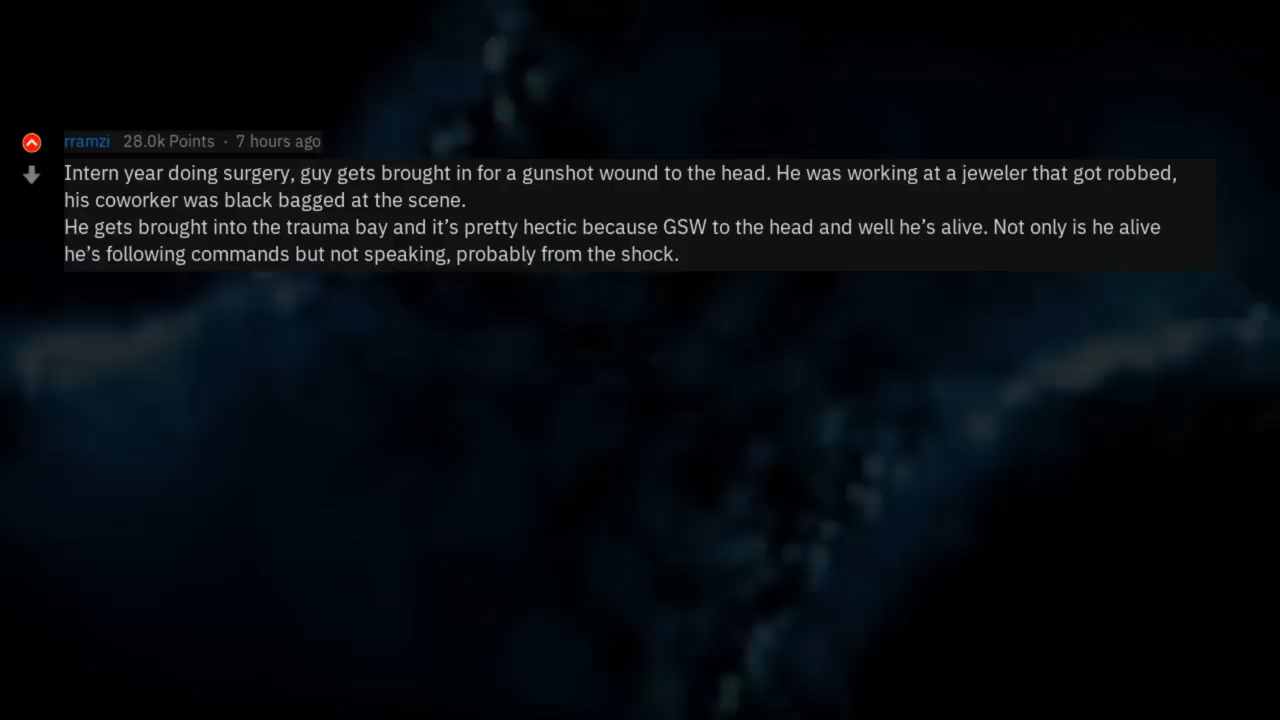 rramzi 28.0k Points · 7 hours ago
Intern year doing surgery, guy gets brought in for a gunshot wound to the head. He was working at a jeweler that got robbed,
his coworker was black bagged at the scene.
He gets brought into the trauma bay and it’s pretty hectic because GSW to the head and well he’s alive. Not only is he alive
he’s following commands but not speaking, probably from the shock.